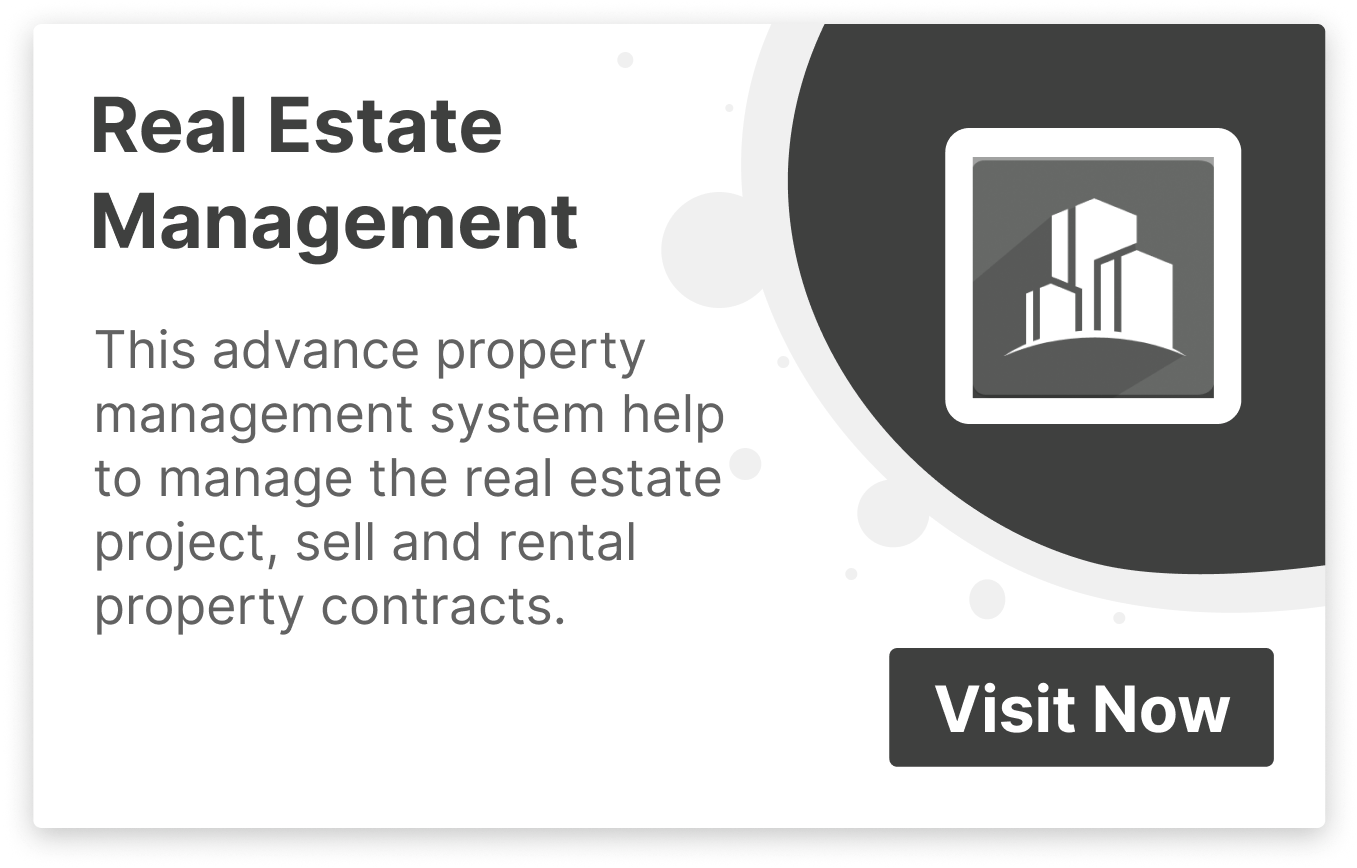 Real Estate
Management
This advance property
management system help
to manage the real estate
project, sell and rental
property contracts.
Visit Now